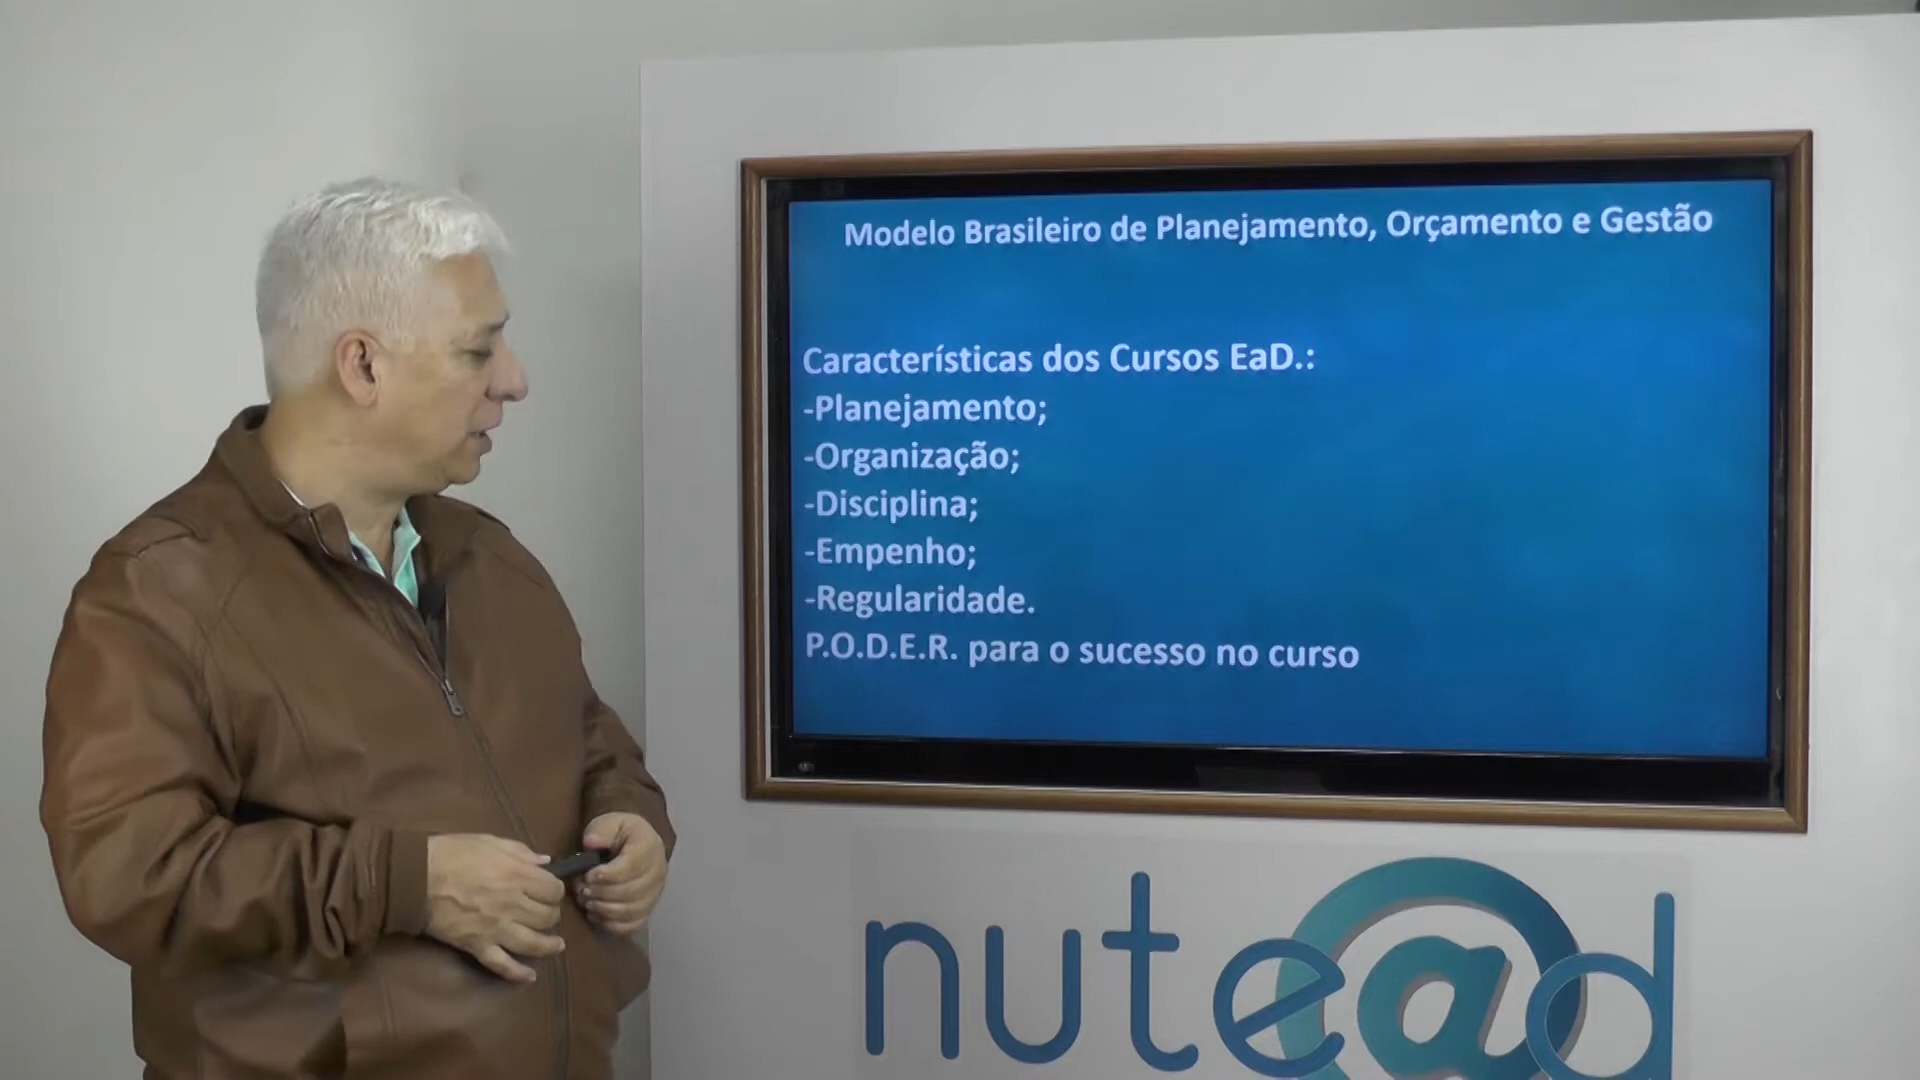 Modelo Brasileiro de Planejamento, Orçamento e Gestão
Características dos Cursos EaD.:
-Planejamento;
-Organização;
-Disciplina;
-Empenho;
-Regularidade.
P.O.D.E.R. para o sucesso no curso
nute@d